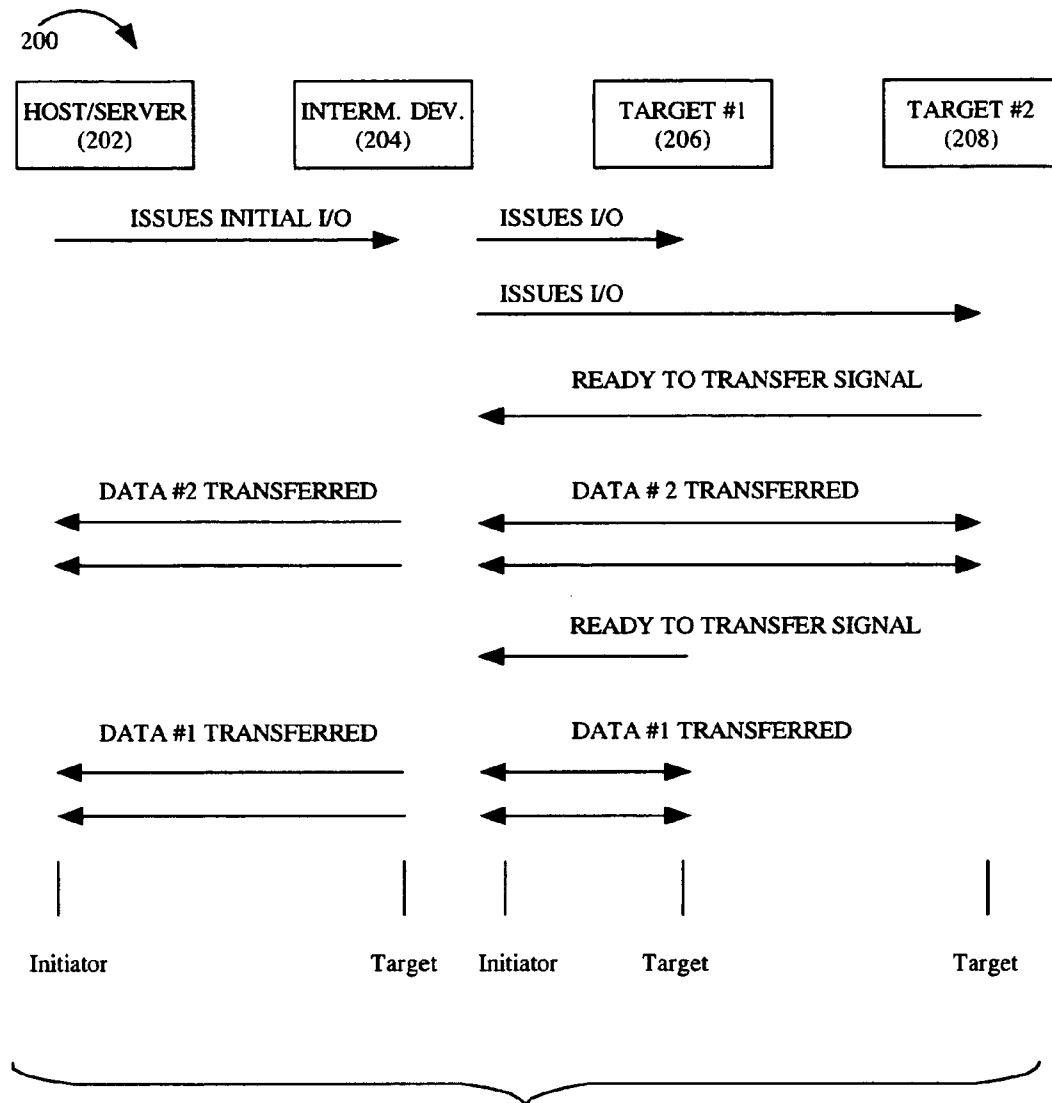 200
HOST/SERVER
(202)
INTERM. DEV.
(204)
TARGET #1
(206)
TARGET #2
(208)
ISSUES INITIAL I/O
ISSUES I/O
ISSUES I/O
READY TO TRANSFER SIGNAL
DATA #2 TRANSFERRED
DATA # 2 TRANSFERRED
READY TO TRANSFER SIGNAL
DATA #1 TRANSFERRED
DATA #1 TRANSFERRED
Initiator
Target
Initiator
Target
Target